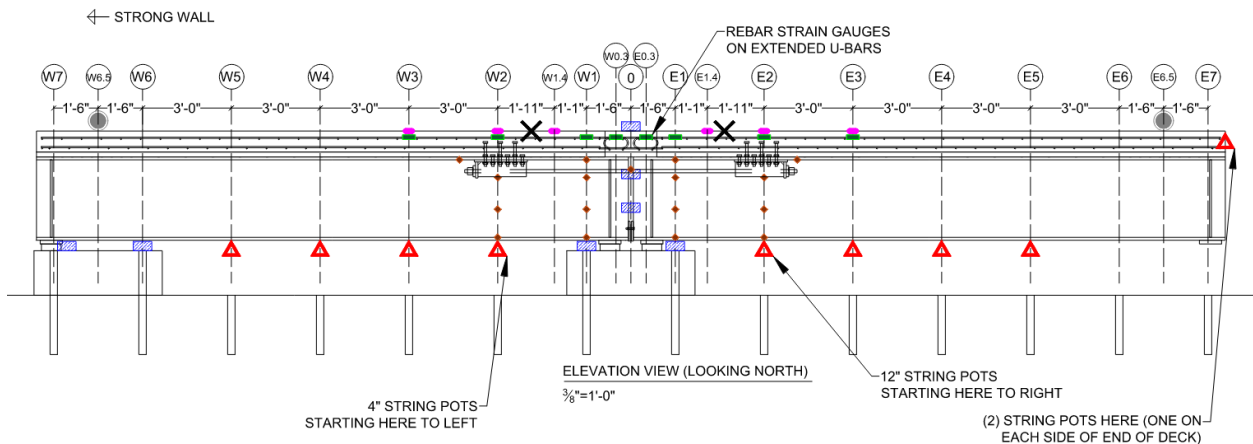 STRONG WALL
REBAR STRAIN GAUGES
ON EXTENDED U-BARS
W7 W6.5 W6 W5 W4 W3 W2 W1.4 W1 W0.3 0 E0.3 E1 E1.4 E2 E3 E4 E5 E6 E6.5 E7
1'-6" 1'-6" 3'-0" 3'-0" 3'-0" 3'-0" 1'-11" 1'-1" 1'-6" 1'-6" 1'-1" 1'-11" 3'-0" 3'-0" 3'-0" 3'-0" 1'-6" 1'-6"
ELEVATION VIEW (LOOKING NORTH)
3/8"=1'-0"
4" STRING POTS
STARTING HERE TO LEFT
12" STRING POTS
STARTING HERE TO RIGHT
(2) STRING POTS HERE (ONE ON
EACH SIDE OF END OF DECK)